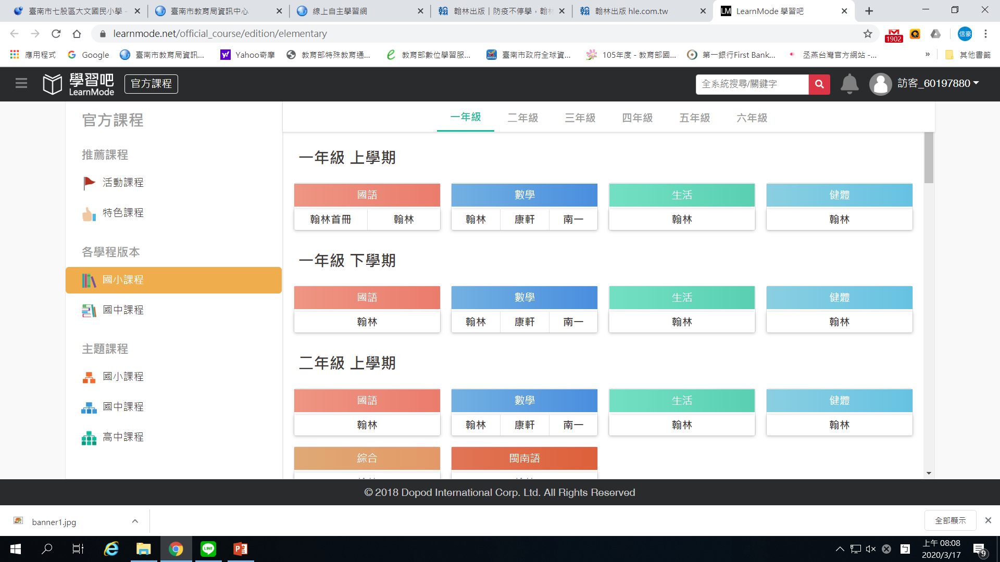 臺南市七股區大文國民小學 -
臺南市教育局資訊中心
線上自主學習網
翰林出版 | 防疫不停學，翰林
翰林出版 hle.com.tw
LM LearnMode 學習吧
learnmode.net/official_course/edition/elementary
1902
信豪
應用程式
Google
臺南市教育局資訊...
Yahoo奇摩
教育部特殊教育通...
教育部數位學習服...
臺南市政府全球資...
105年度 - 教育部國...
第一銀行First Bank...
丞燕台灣官方網站 -...
»
其他書籤
學習吧
LearnMode
官方課程
全系統搜尋/關鍵字
訪客_60197880
官方課程
推薦課程
活動課程
特色課程
各學程版本
國小課程
國中課程
主題課程
國小課程
國中課程
高中課程
一年級 二年級 三年級 四年級 五年級 六年級
一年級 上學期
國語 數學 生活 健體
翰林首冊 翰林 翰林 康軒 南一 翰林 翰林
一年級 下學期
國語 數學 生活 健體
翰林 翰林 康軒 南一 翰林 翰林
二年級 上學期
國語 數學 生活 健體
翰林 翰林 康軒 南一 翰林 翰林
綜合 閩南語
© 2018 Dopod International Corp. Ltd. All Rights Reserved
banner1.jpg
全部顯示
LINE
上午 08:08
2020/3/17
9